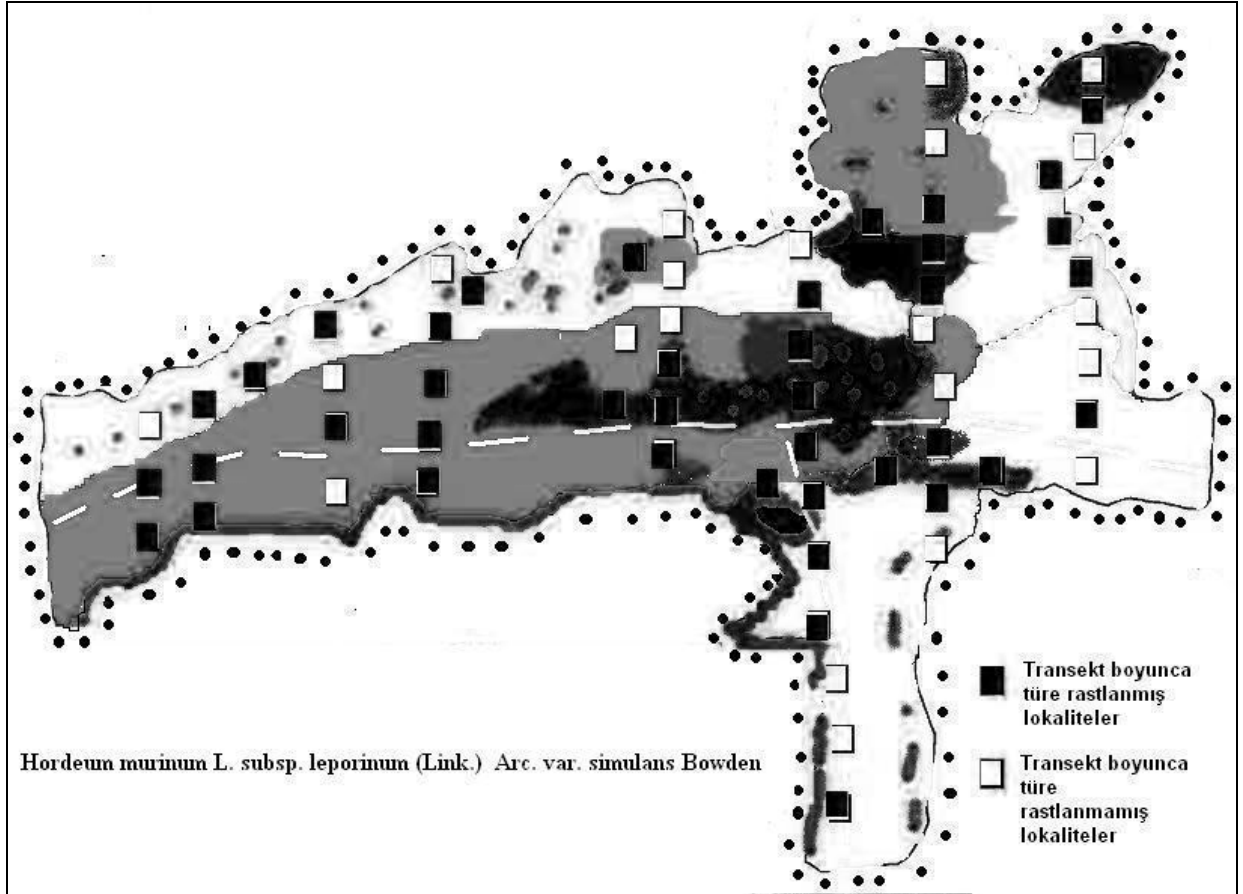 Transekt boyunca
türe rastlanmış
lokaliteler
Hordeum murinum L. subsp. leporinum (Link.) Arc. var. simulans Bowden
Transekt boyunca
türe
rastlanmamış
lokaliteler